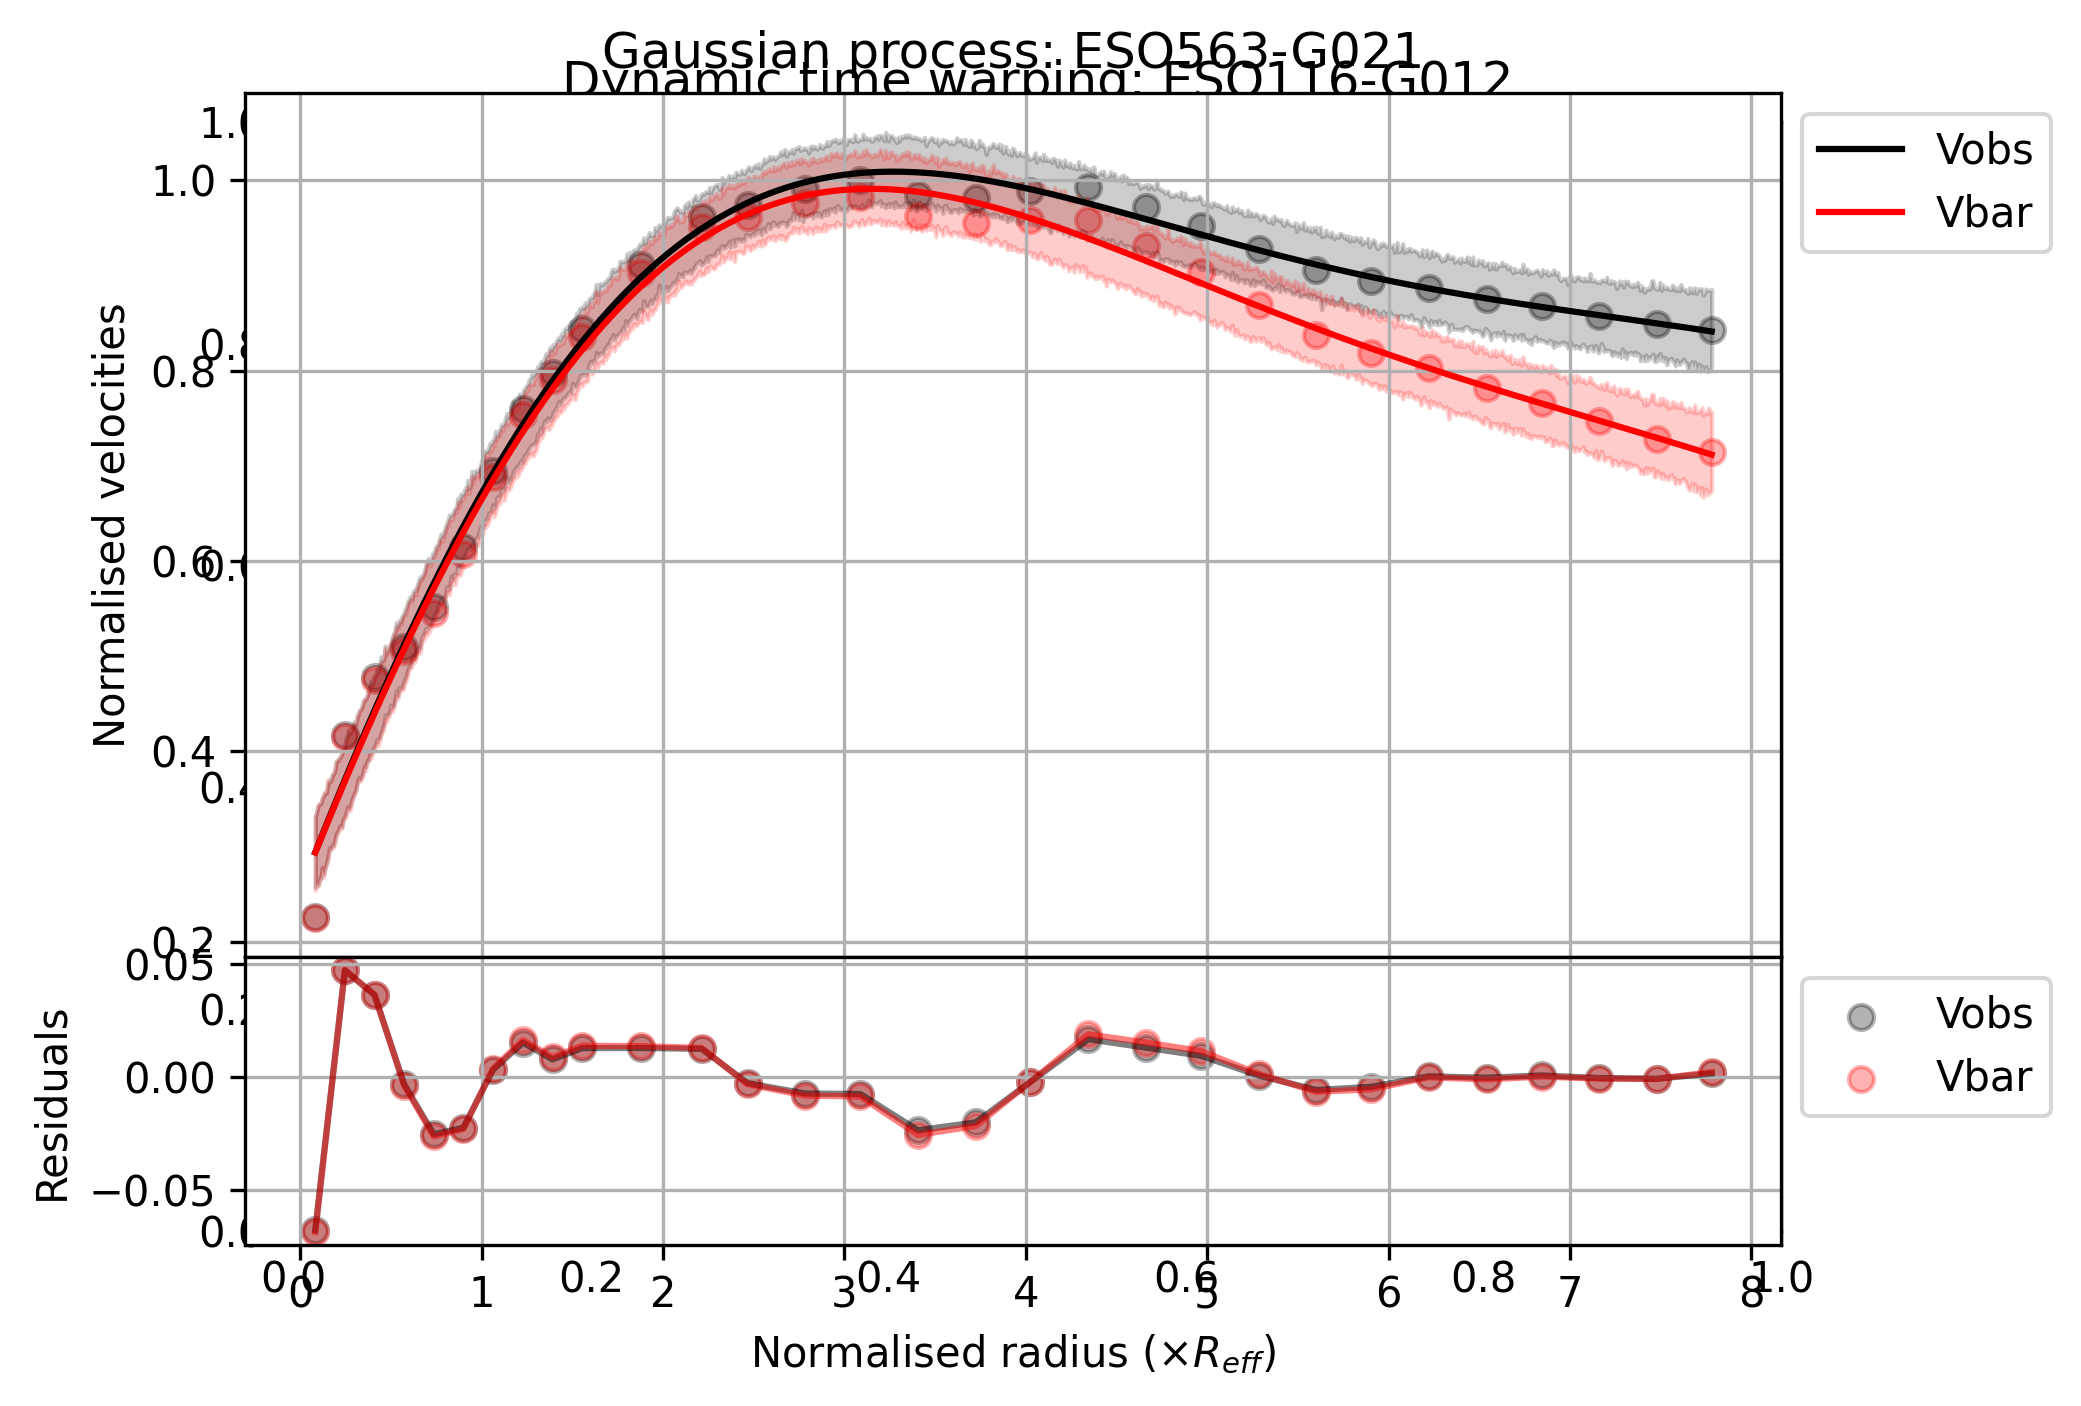 Gaussian process: ESO563-G021
Dynamic time warping: ESO116-G012
1.0
0.8
0.6
0.4
0.2
Normalised velocities
Vobs
Vbar
0.05
0.00
−0.05
Residuals
Vobs
Vbar
0.0 0.2 0.4 0.6 0.8 1.0
0 1 2 3 4 5 6 7 8
Normalised radius (×R_eff)